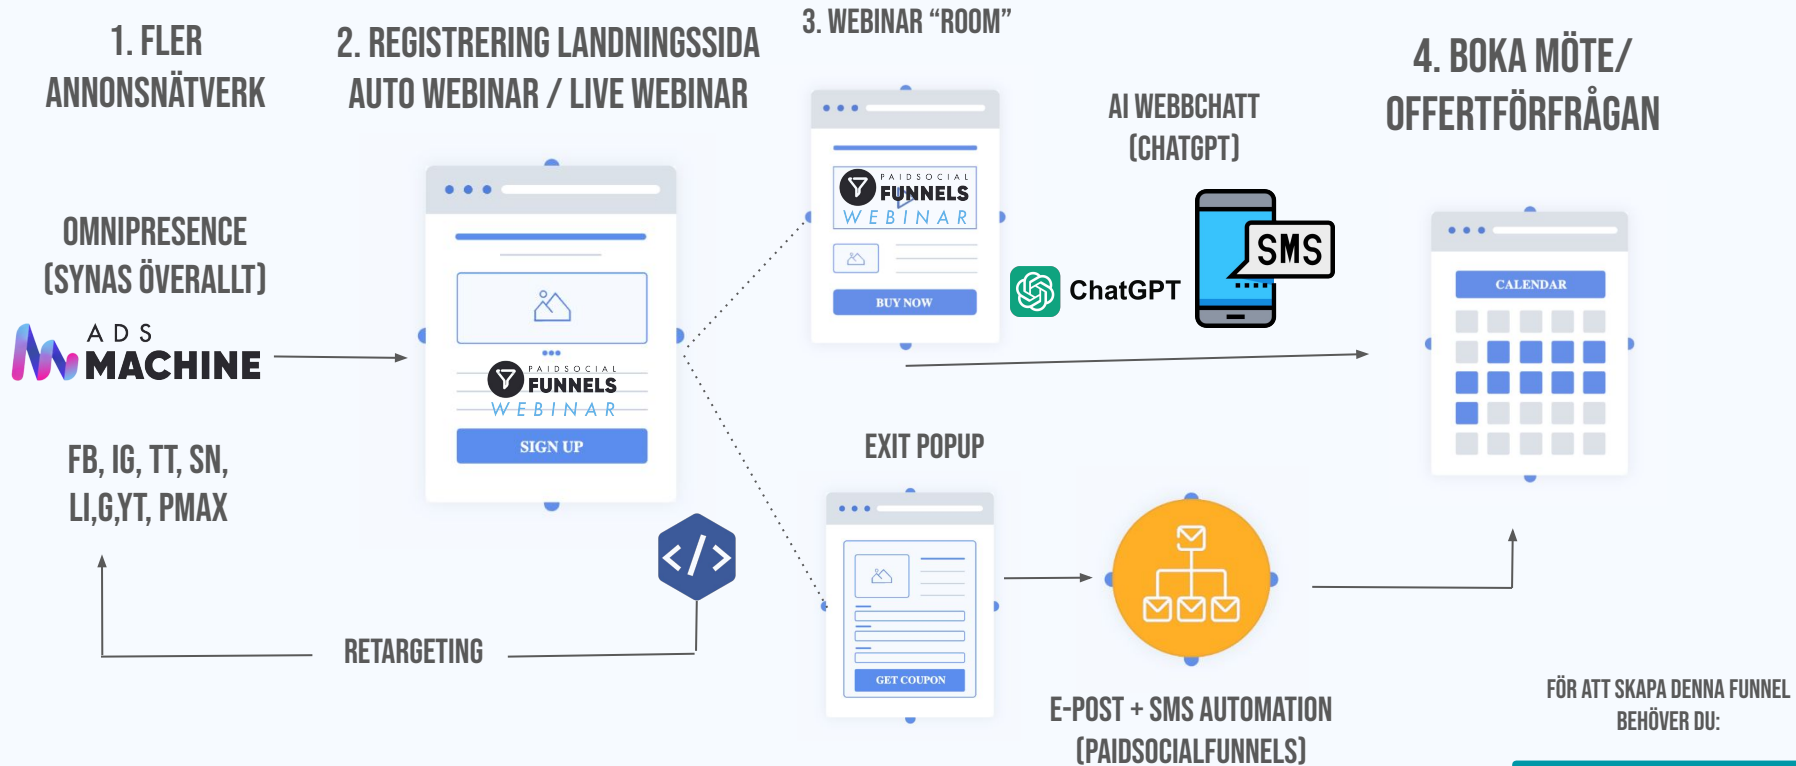 1. FLER
ANNONSNÄTVERK
2. REGISTRERING LANDNINGSSIDA
AUTO WEBINAR / LIVE WEBINAR
3. WEBINAR “ROOM”
4. BOKA MÖTE/
OFFERTFÖRFRÅGAN
OMNIPRESENCE
(SYNAS ÖVERALLT)
ADS
MACHINE
FB, IG, TT, SN,
LI,G,YT, PMAX
RETARGETING
PAIDSOCIAL
FUNNELS
WEBINAR
SIGN UP
</>
PAIDSOCIAL
FUNNELS
WEBINAR
BUY NOW
AI WEBBCHATT
(CHATGPT)
ChatGPT
SMS
CALENDAR
EXIT POPUP
GET COUPON
E-POST + SMS AUTOMATION
(PAIDSOCIALFUNNELS)
FÖR ATT SKAPA DENNA FUNNEL
BEHÖVER DU: